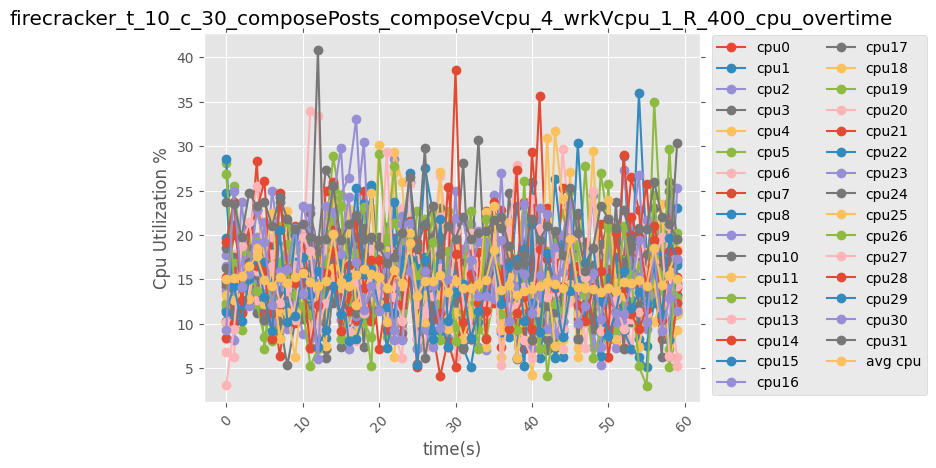 firecracker_t_10_c_30_composePosts_composeVcpu_4_wrkVcpu_1_R_400_cpu_overtime
Cpu Utilization %
40
35
30
25
20
15
10
5
0
10
20
30
40
50
60
time(s)
cpu0
cpu1
cpu2
cpu3
cpu4
cpu5
cpu6
cpu7
cpu8
cpu9
cpu10
cpu11
cpu12
cpu13
cpu14
cpu15
cpu16
cpu17
cpu18
cpu19
cpu20
cpu21
cpu22
cpu23
cpu24
cpu25
cpu26
cpu27
cpu28
cpu29
cpu30
cpu31
avg cpu